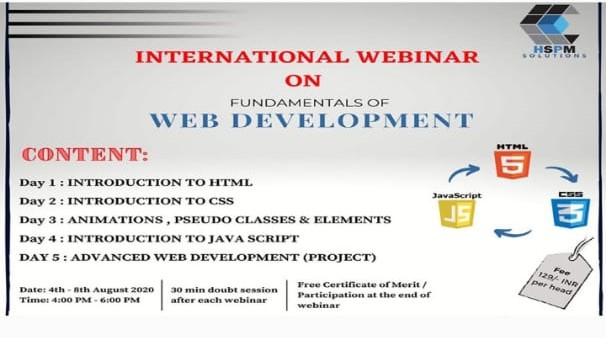 HSPM
SOLUTIONS
INTERNATIONAL WEBINAR
ON
FUNDAMENTALS OF
WEB DEVELOPMENT
CONTENT:
Day 1 : INTRODUCTION TO HTML
Day 2 : INTRODUCTION TO CSS
Day 3 : ANIMATIONS , PSEUDO CLASSES & ELEMENTS
Day 4 : INTRODUCTION TO JAVA SCRIPT
DAY 5 : ADVANCED WEB DEVELOPMENT (PROJECT)
HTML
5
JavaScript
JS
CSS
3
Fee
129/- INR
per head
Date: 4th - 8th August 2020
Time: 4:00 PM - 6:00 PM
30 min doubt session
after each webinar
Free Certificate of Merit /
Participation at the end of
webinar